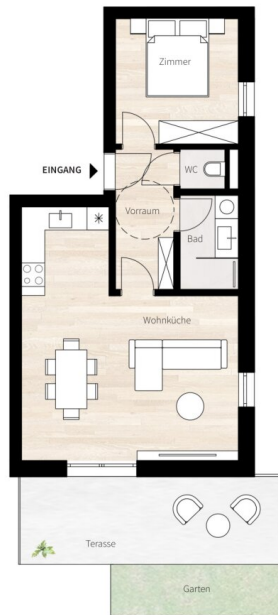 Zimmer
EINGANG
WC
Vorraum
Bad
Wohnküche
Terasse
Garten